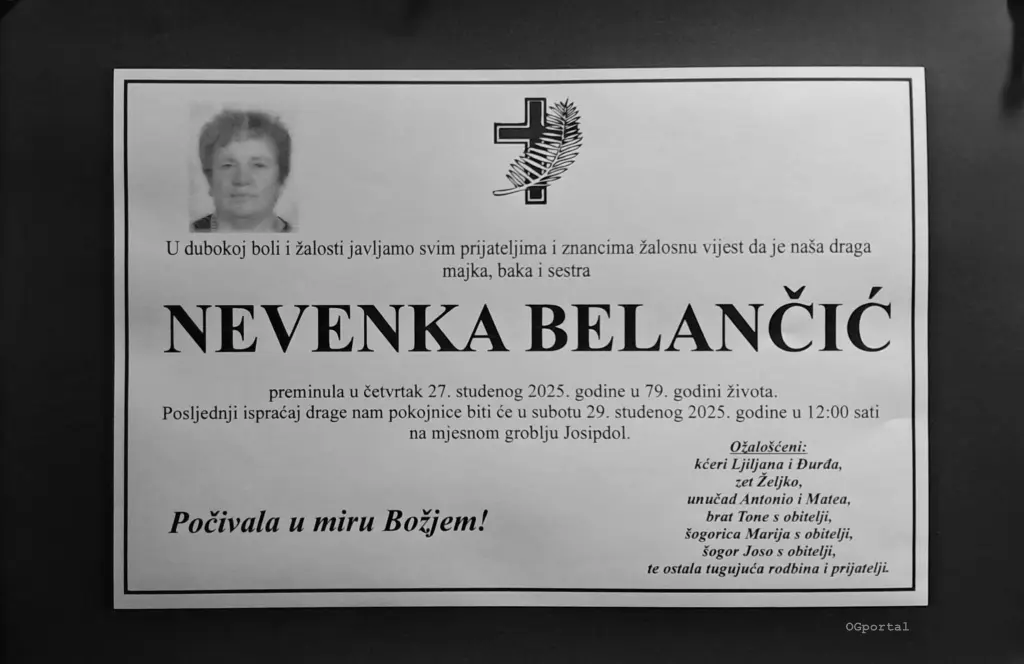 U dubokoj boli i žalosti javljamo svim prijateljima i znancima žalosnu vijest da je naša draga
majka, baka i sestra
NEVENKA BELANČIĆ
preminula u četvrtak 27. studenog 2025. godine u 79. godini života.
Posljednji ispraćaj drage nam pokojnice biti će u subotu 29. studenog 2025. godine u 12:00 sati
na mjesnom groblju Josipdol.
Počivala u miru Božjem!
Ožalošćeni:
kćeri Ljiljana i Đurđa,
zet Željko,
unučad Antonio i Matea,
brat Tone s obitelji,
šogorica Marija s obitelji,
šogor Joso s obitelji,
te ostala tugujuća rodbina i prijatelji.
OGportal